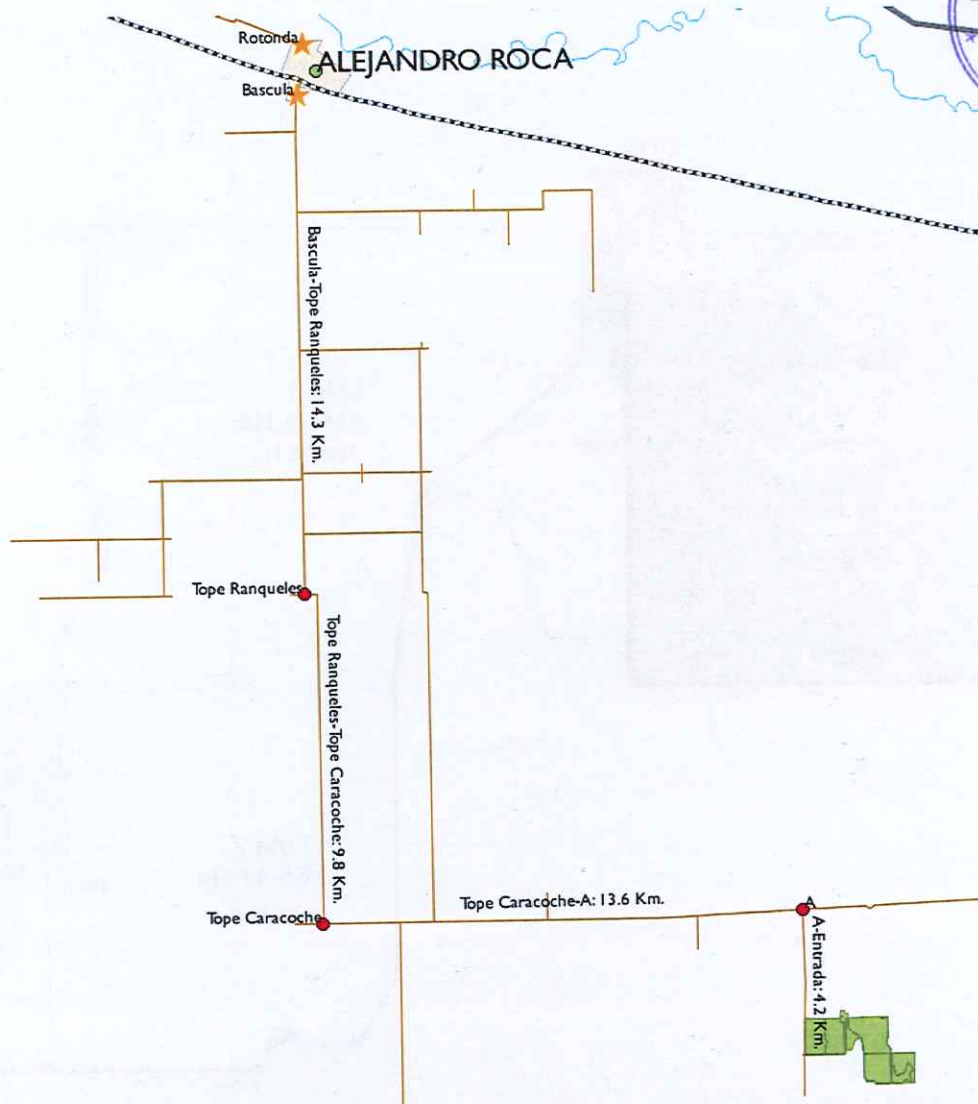 Rotonda
ALEJANDRO ROCA
Bascula
Bascula-Tope Ranqueles: 14.3 Km.
Tope Ranqueles
Tope Ranqueles-Tope Caracoche: 9.8 Km.
Tope Caracoche-A: 13.6 Km.
A
Tope Caracoche
A-Entrada: 4.2 Km.